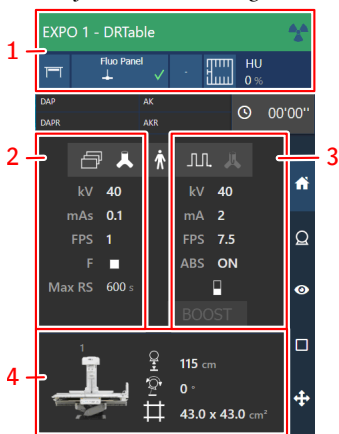 EXPO 1 - DRTable
1
Fluo Panel
HU
0 %
DAP AK
DAPR AKR
00'00''
2
3
kV 40
mAs 0.1
FPS 1
F
Max RS 600 s
kV 40
mA 2
FPS 7.5
ABS ON
BOOST
4
1
115 cm
0 °
43.0 x 43.0 cm²